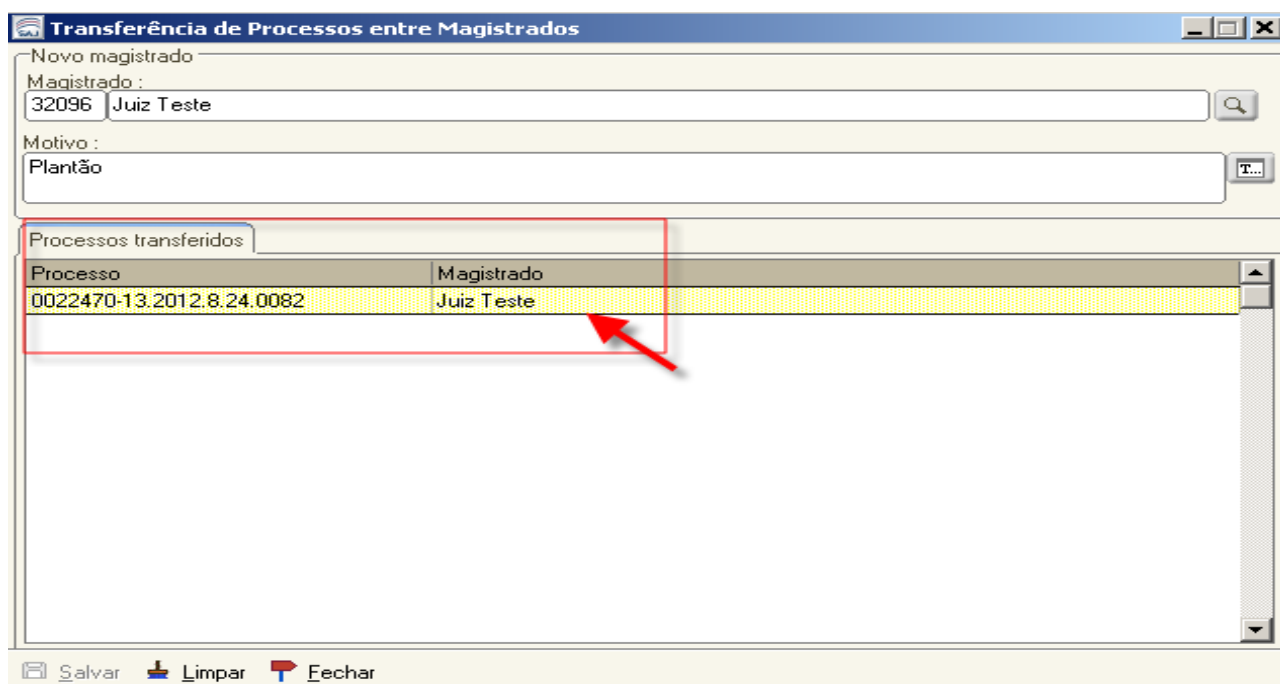 Transferência de Processos entre Magistrados
Novo magistrado
Magistrado :
32096 Juiz Teste
Motivo :
Plantão
T...
Processos transferidos
Processo Magistrado
0022470-13.2012.8.24.0082 Juiz Teste
Salvar Limpar Fechar